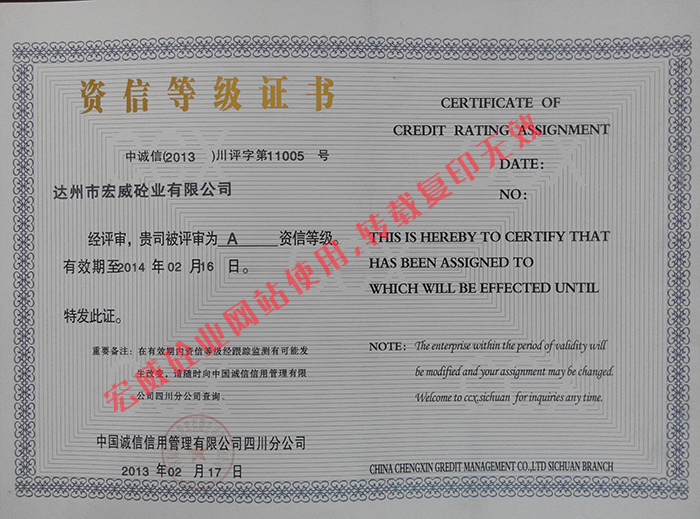 资信等级证书
中诚信(2013 )川评字第11005 号
达州市宏威砼业有限公司
经评审，贵司被评审为 A 资信等级。
有效期至2014 年 02 月 16 日。
特发此证。
重要备注：在有效期内资信等级经跟踪监测有可能发
生改变，请随时向中国诚信信用管理有限
公司四川分公司查询。
中国诚信信用管理有限公司四川分公司
2013 年 02 月 17 日
CERTIFICATE OF
CREDIT RATING ASSIGNMENT
DATE:
NO:
THIS IS HEREBY TO CERTIFY THAT
HAS BEEN ASSIGNED TO
WHICH WILL BE EFFECTED UNTIL
NOTE: The enterprise within the period of validity will
be modified and your assignment may be changed.
Welcome to ccx.sichuan for inquiries any time.
CHINA CHENGXIN GREDIT MANAGEMENT CO.,LTD SICHUAN BRANCH
宏威砼业网站使用,转载复印无效